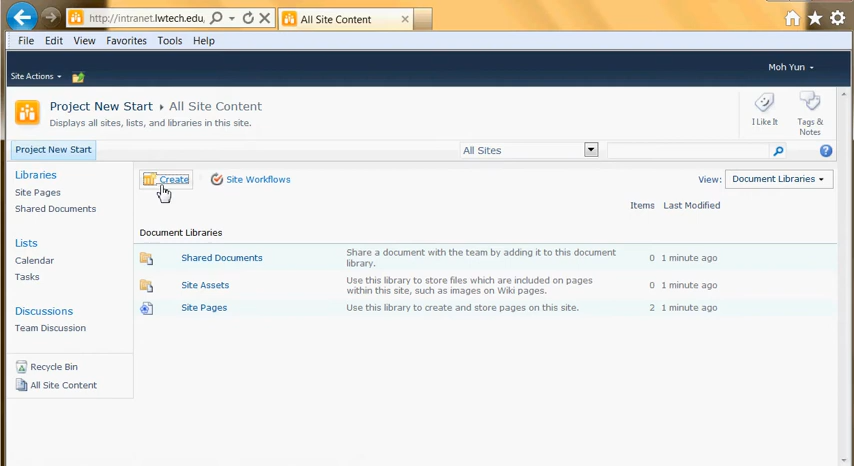 http://intranet.lwtech.edu, All Site Content
File Edit View Favorites Tools Help
Site Actions Moh Yun
Project New Start All Site Content
Displays all sites, lists, and libraries in this site.
I Like It Tags & Notes
Project New Start All Sites
Libraries
Site Pages
Shared Documents
Lists
Calendar
Tasks
Discussions
Team Discussion
Recycle Bin
All Site Content
Create Site Workflows View: Document Libraries
Items Last Modified
Document Libraries
Shared Documents Share a document with the team by adding it to this document 0 1 minute ago
library.
Site Assets Use this library to store files which are included on pages 0 1 minute ago
within this site, such as images on Wiki pages.
Site Pages Use this library to create and store pages on this site. 2 1 minute ago